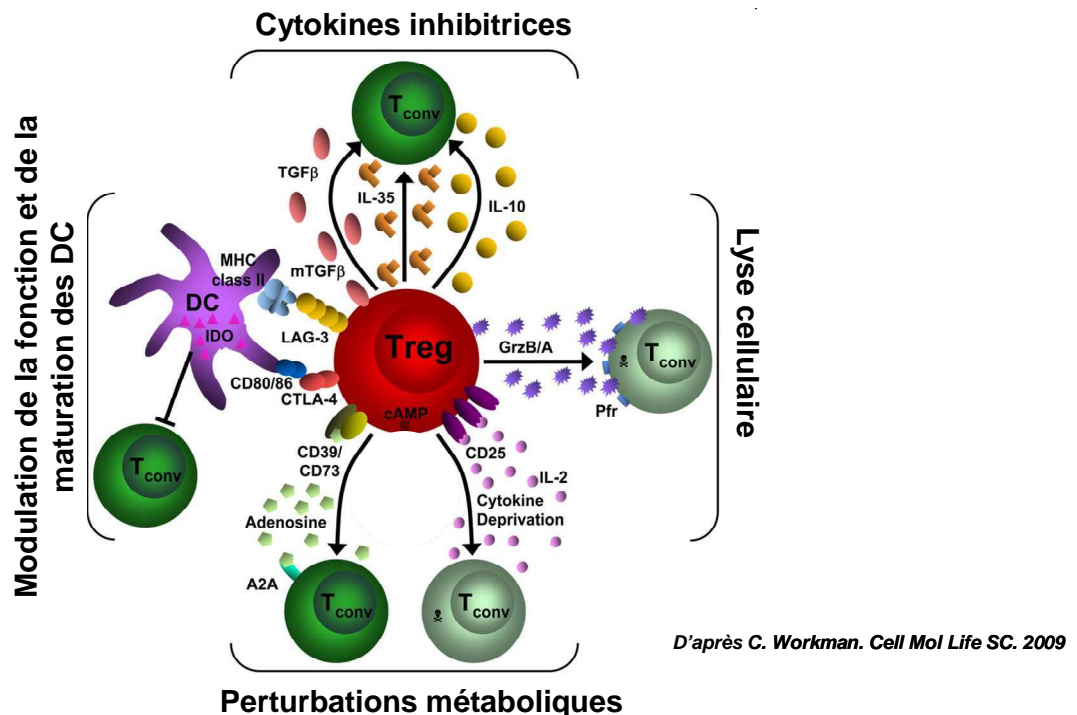 Cytokines inhibitrices
Modulation de la fonction et de la
maturation des DC
Lyse cellulaire
Tconv
TGFβ
IL-35
IL-10
mTGFβ
MHC
class II
DC
IDO
LAG-3
CD80/86
CTLA-4
Treg
cAMP
GrzB/A
Tconv
Pfr
Tconv
CD39/
CD73
CD25
IL-2
Cytokine
Deprivation
Adenosine
A2A
Tconv
Tconv
D'après C. Workman. Cell Mol Life SC. 2009
Perturbations métaboliques